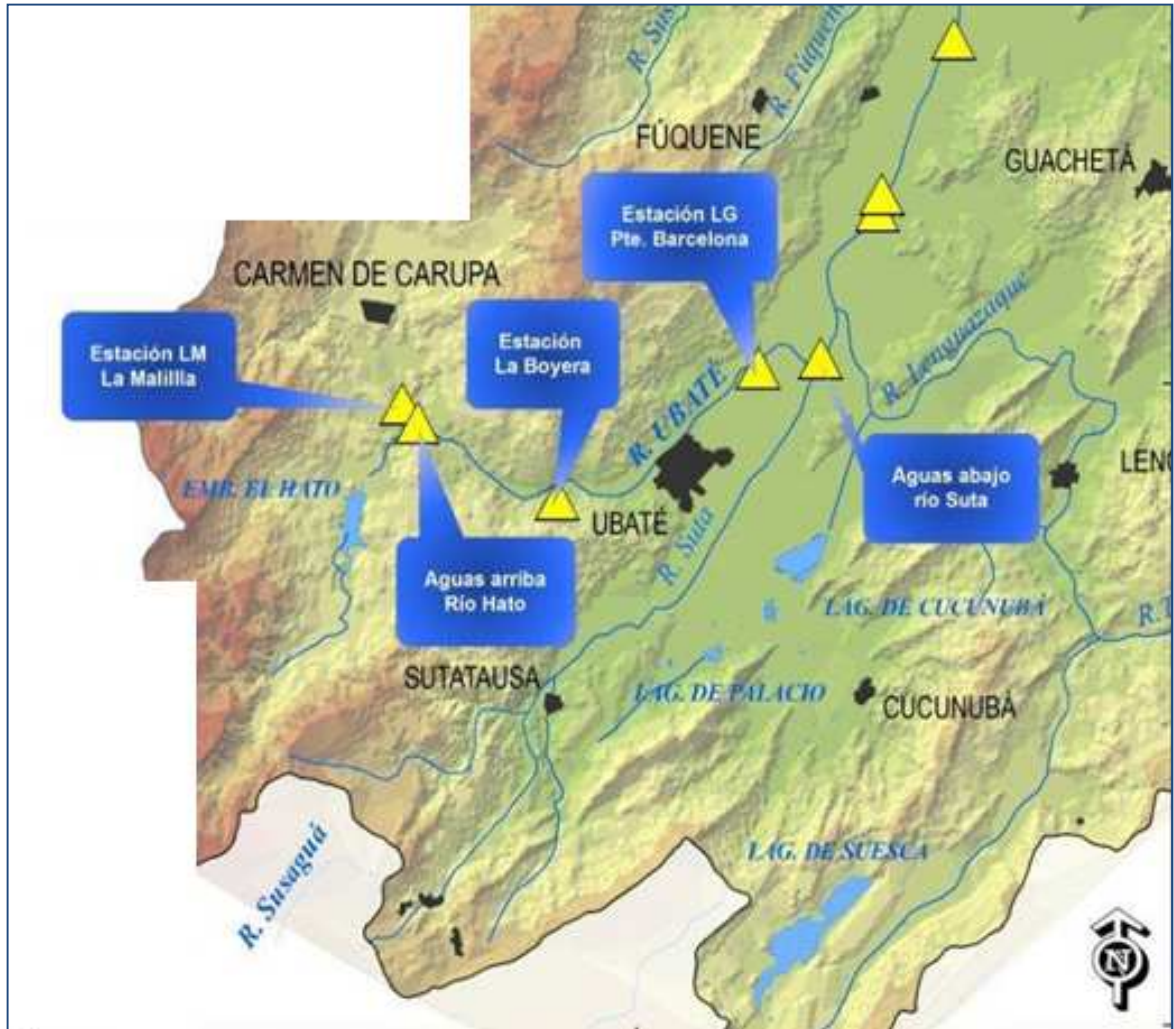 R. Sus
R. Fúquene
FÚQUENE
GUACHETÁ
Estación LG
Pte. Barcelona
CARMEN DE CARUPA
R. Lenguazaque
Estación LM
La Malillla
Estación
La Boyera
R. UBATÉ
LENG
EMB. EL HATO
Aguas abajo
río Suta
UBATÉ
R. Suta
Aguas arriba
Río Hato
LAG. DE CUCUNUBÁ
R.
SUTATAUSA
LAG. DE PALACIO
CUCUNUBÁ
R. Susaguá
LAG. DE SUESCA
N